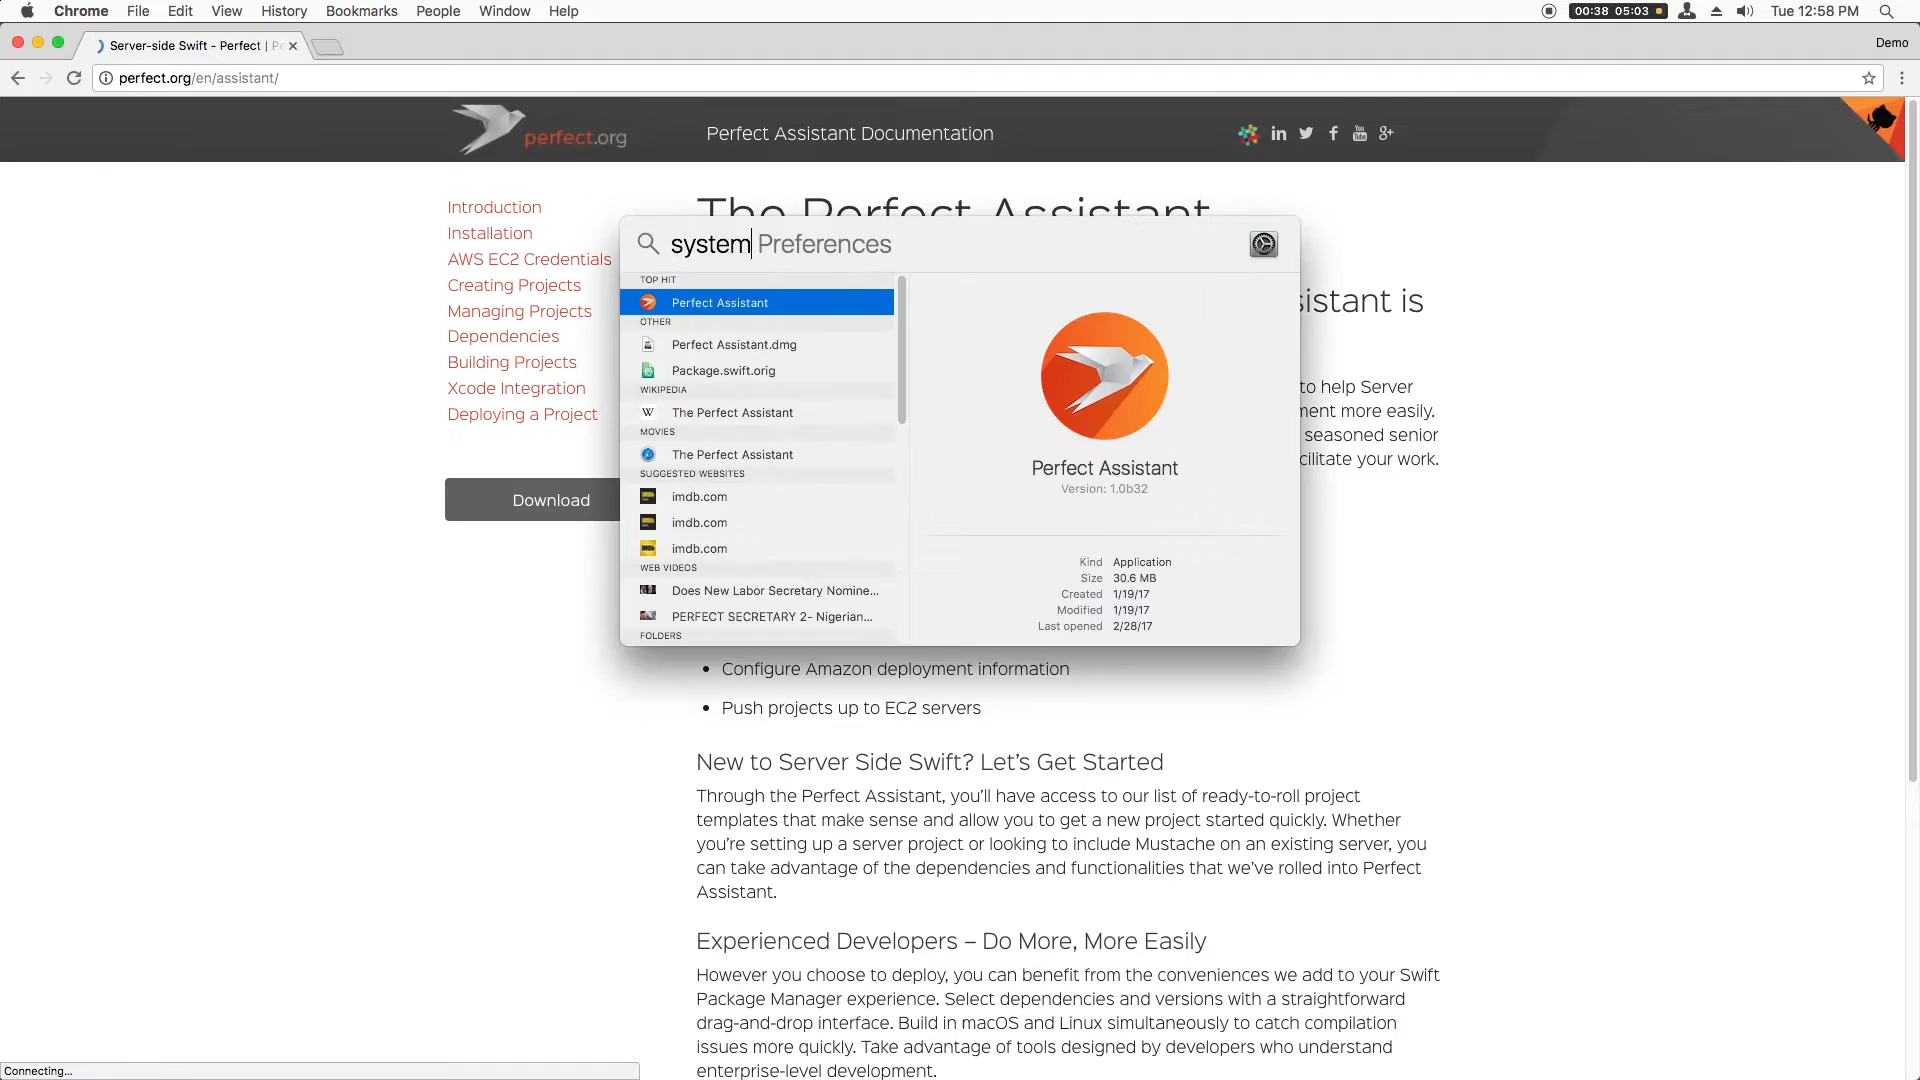 Chrome File Edit View History Bookmarks People Window Help
00:38 05:03 Tue 12:58 PM
Server-side Swift - Perfect | Pe
Demo
perfect.org/en/assistant/
perfect.org
Perfect Assistant Documentation
in f You Tube g+
Introduction
Installation
AWS EC2 Credentials
Creating Projects
Managing Projects
Dependencies
Building Projects
Xcode Integration
Deploying a Project
Download
The Perfect Assistant
sistant is
to help Server
ment more easily.
seasoned senior
cilitate your work.
system Preferences
TOP HIT
Perfect Assistant
OTHER
Perfect Assistant.dmg
Package.swift.orig
WIKIPEDIA
W The Perfect Assistant
MOVIES
The Perfect Assistant
SUGGESTED WEBSITES
imdb.com
imdb.com
imdb.com
WEB VIDEOS
Does New Labor Secretary Nomine...
PERFECT SECRETARY 2- Nigerian...
FOLDERS
Perfect Assistant
Version: 1.0b32
Kind Application
Size 30.6 MB
Created 1/19/17
Modified 1/19/17
Last opened 2/28/17
• Configure Amazon deployment information
• Push projects up to EC2 servers
New to Server Side Swift? Let’s Get Started
Through the Perfect Assistant, you’ll have access to our list of ready-to-roll project
templates that make sense and allow you to get a new project started quickly. Whether
you’re setting up a server project or looking to include Mustache on an existing server, you
can take advantage of the dependencies and functionalities that we’ve rolled into Perfect
Assistant.
Experienced Developers – Do More, More Easily
However you choose to deploy, you can benefit from the conveniences we add to your Swift
Package Manager experience. Select dependencies and versions with a straightforward
drag-and-drop interface. Build in macOS and Linux simultaneously to catch compilation
issues more quickly. Take advantage of tools designed by developers who understand
enterprise-level development.
Connecting...